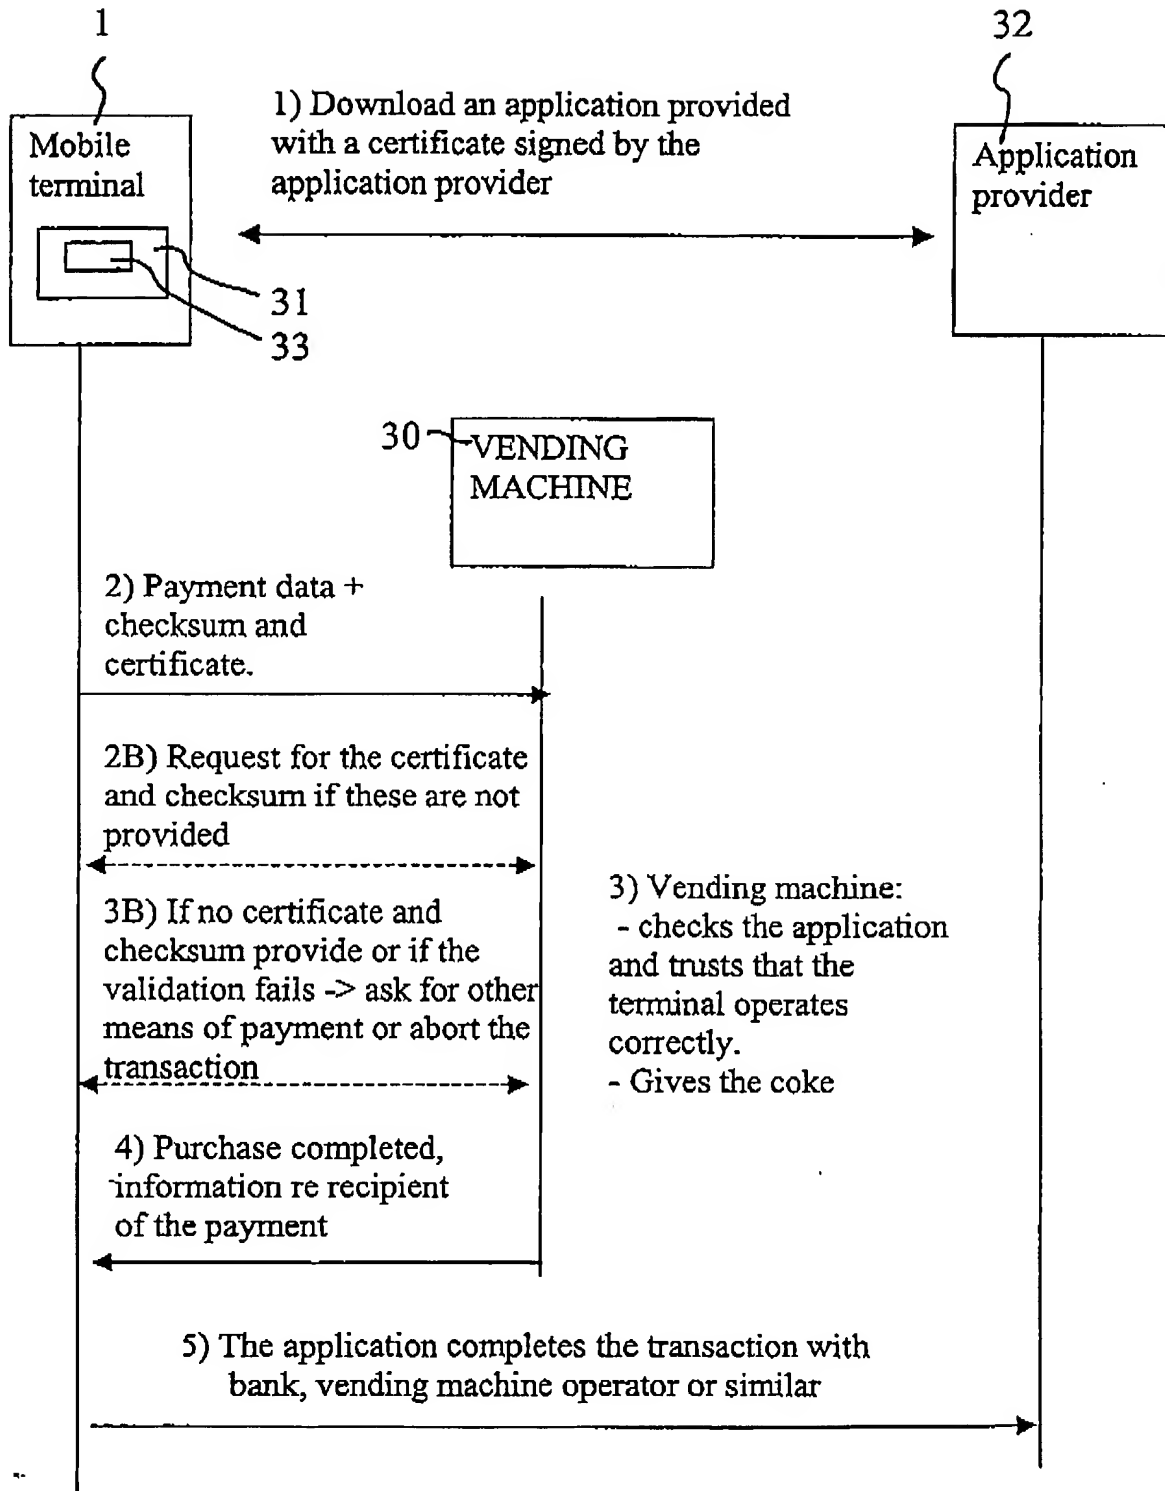 1
32
1) Download an application provided
with a certificate signed by the
application provider
Mobile
terminal
Application
provider
31
33
30
VENDING
MACHINE
2) Payment data +
checksum and
certificate.
2B) Request for the certificate
and checksum if these are not
provided
3B) If no certificate and
checksum provide or if the
validation fails -> ask for other
means of payment or abort the
transaction
3) Vending machine:
- checks the application
and trusts that the
terminal operates
correctly.
- Gives the coke
4) Purchase completed,
information re recipient
of the payment
5) The application completes the transaction with
bank, vending machine operator or similar